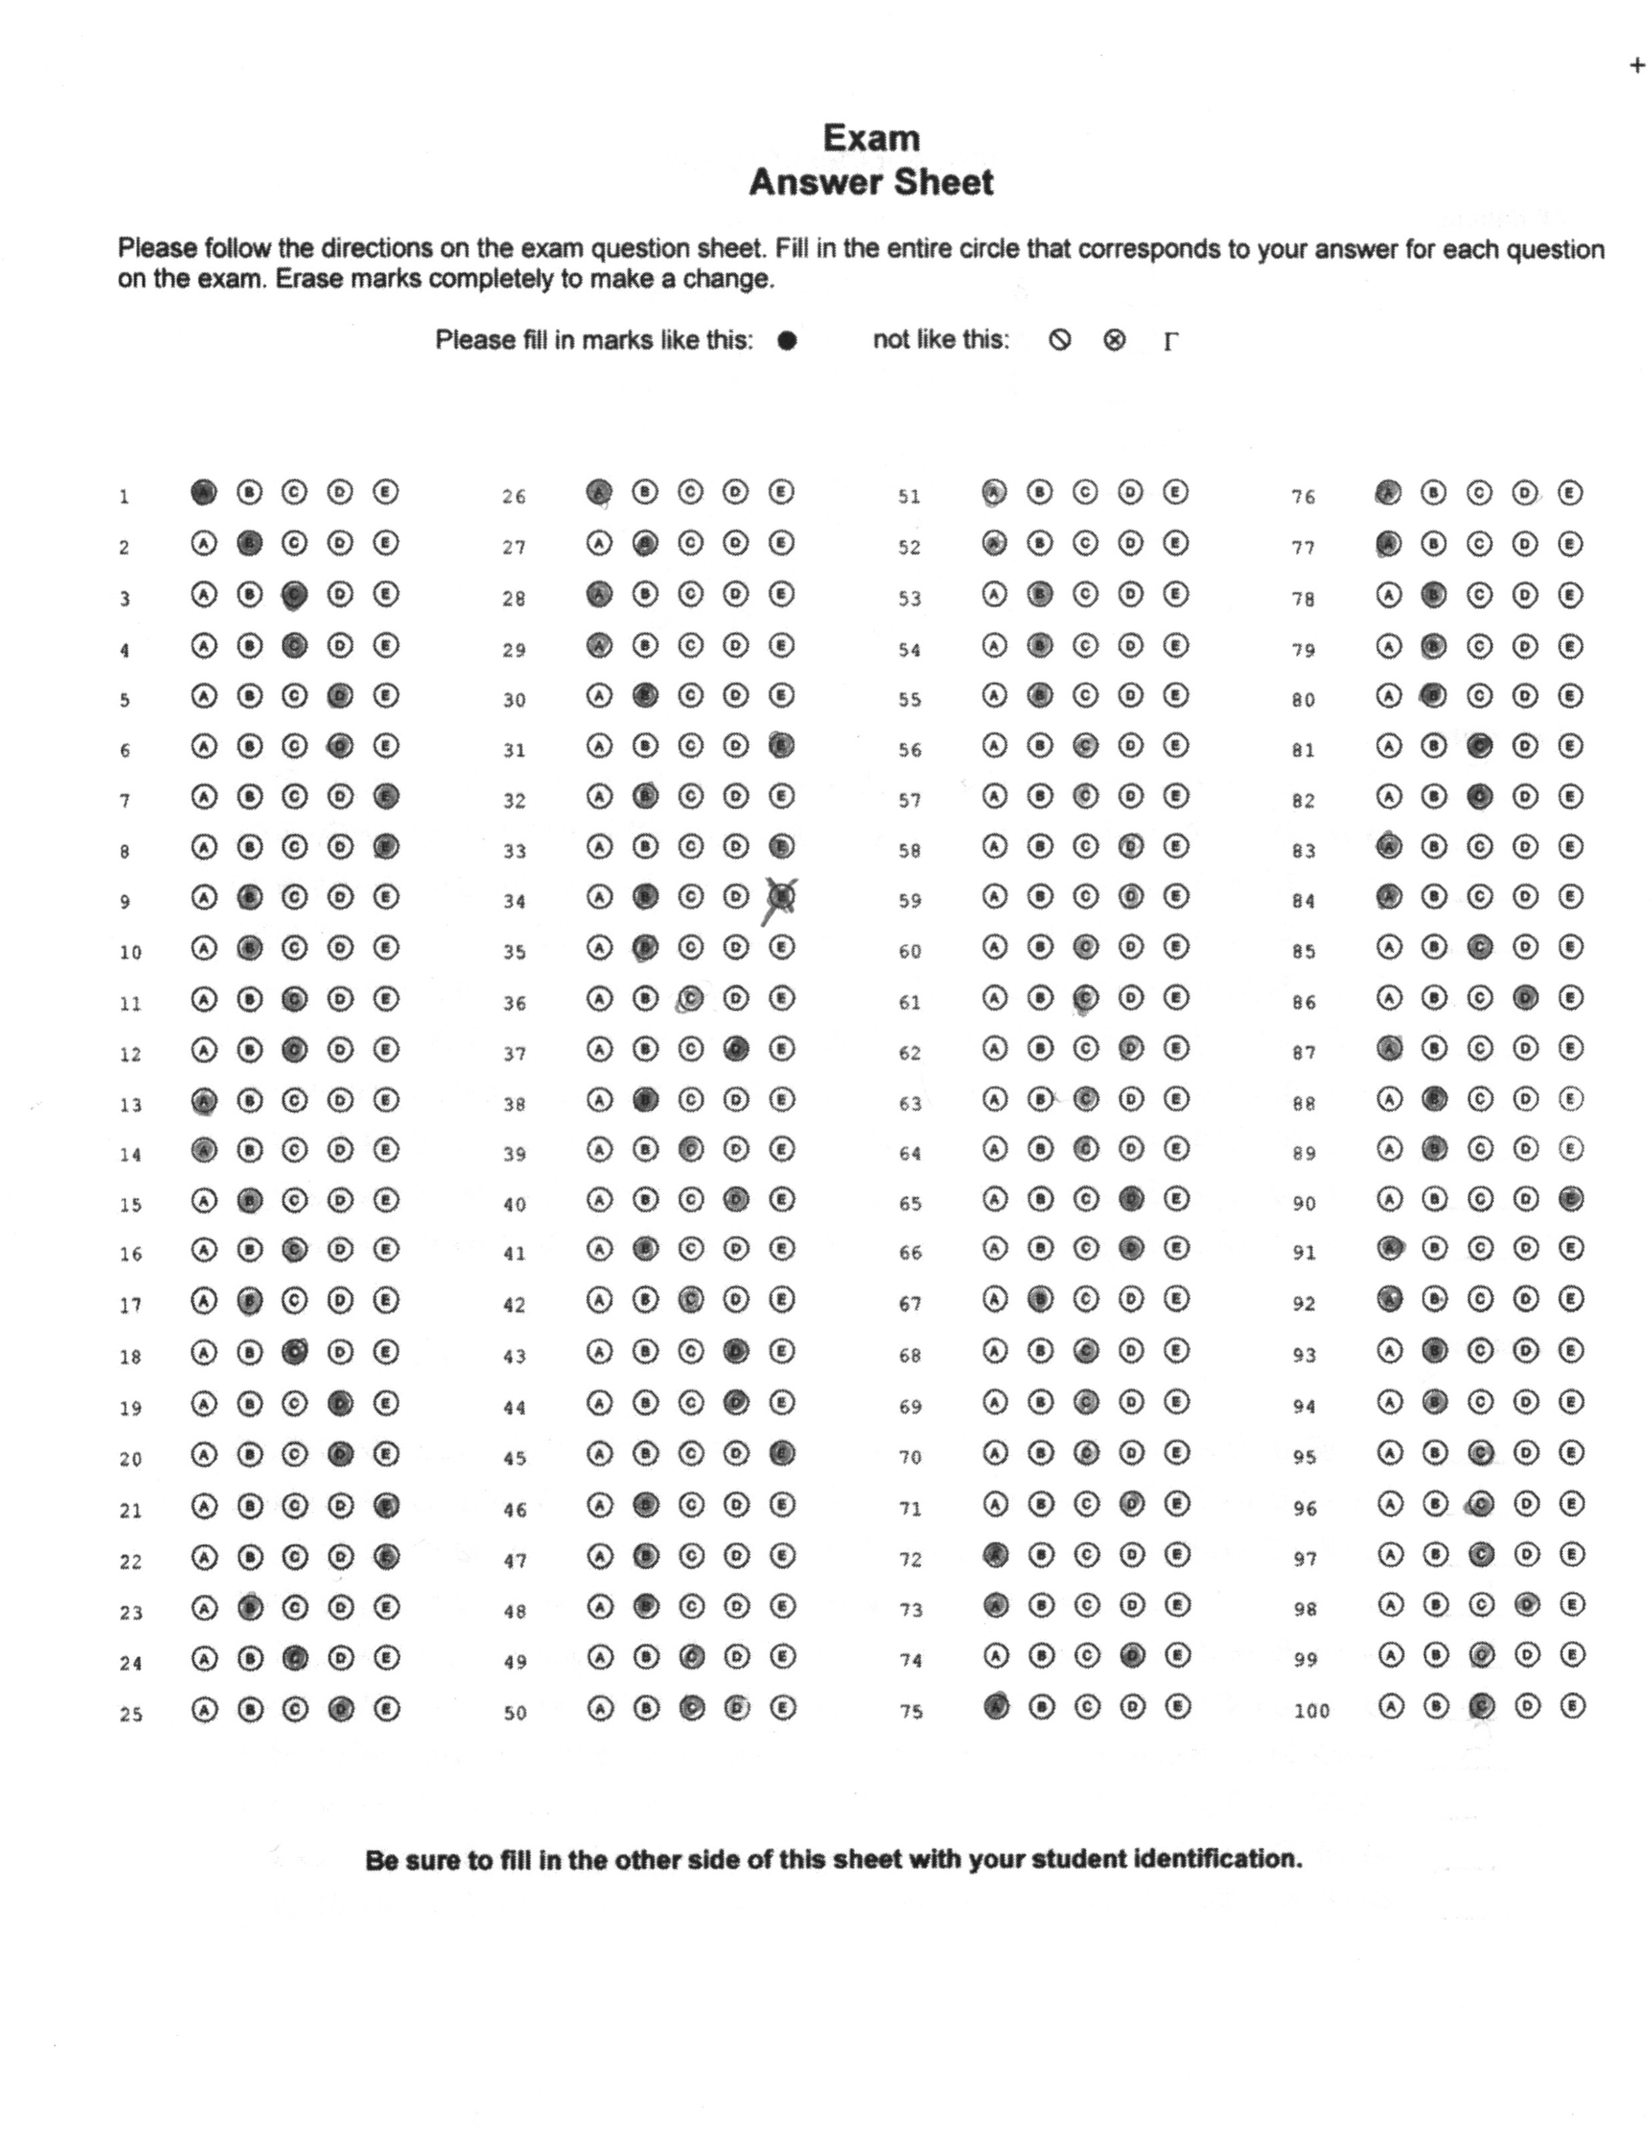 +
Exam
Answer Sheet
Please follow the directions on the exam question sheet. Fill in the entire circle that corresponds to your answer for each question
on the exam. Erase marks completely to make a change.
Please fill in marks like this: ● not like this: ⦸ ⊗ Γ
1 A B C D E 26 A B C D E 51 A B C D E 76 A B C D E
2 A B C D E 27 A B C D E 52 A B C D E 77 A B C D E
3 A B C D E 28 A B C D E 53 A B C D E 78 A B C D E
4 A B C D E 29 A B C D E 54 A B C D E 79 A B C D E
5 A B C D E 30 A B C D E 55 A B C D E 80 A B C D E
6 A B C D E 31 A B C D E 56 A B C D E 81 A B C D E
7 A B C D E 32 A B C D E 57 A B C D E 82 A B C D E
8 A B C D E 33 A B C D E 58 A B C D E 83 A B C D E
9 A B C D E 34 A B C D E 59 A B C D E 84 A B C D E
10 A B C D E 35 A B C D E 60 A B C D E 85 A B C D E
11 A B C D E 36 A B C D E 61 A B C D E 86 A B C D E
12 A B C D E 37 A B C D E 62 A B C D E 87 A B C D E
13 A B C D E 38 A B C D E 63 A B C D E 88 A B C D E
14 A B C D E 39 A B C D E 64 A B C D E 89 A B C D E
15 A B C D E 40 A B C D E 65 A B C D E 90 A B C D E
16 A B C D E 41 A B C D E 66 A B C D E 91 A B C D E
17 A B C D E 42 A B C D E 67 A B C D E 92 A B C D E
18 A B C D E 43 A B C D E 68 A B C D E 93 A B C D E
19 A B C D E 44 A B C D E 69 A B C D E 94 A B C D E
20 A B C D E 45 A B C D E 70 A B C D E 95 A B C D E
21 A B C D E 46 A B C D E 71 A B C D E 96 A B C D E
22 A B C D E 47 A B C D E 72 A B C D E 97 A B C D E
23 A B C D E 48 A B C D E 73 A B C D E 98 A B C D E
24 A B C D E 49 A B C D E 74 A B C D E 99 A B C D E
25 A B C D E 50 A B C D E 75 A B C D E 100 A B C D E
Be sure to fill in the other side of this sheet with your student identification.